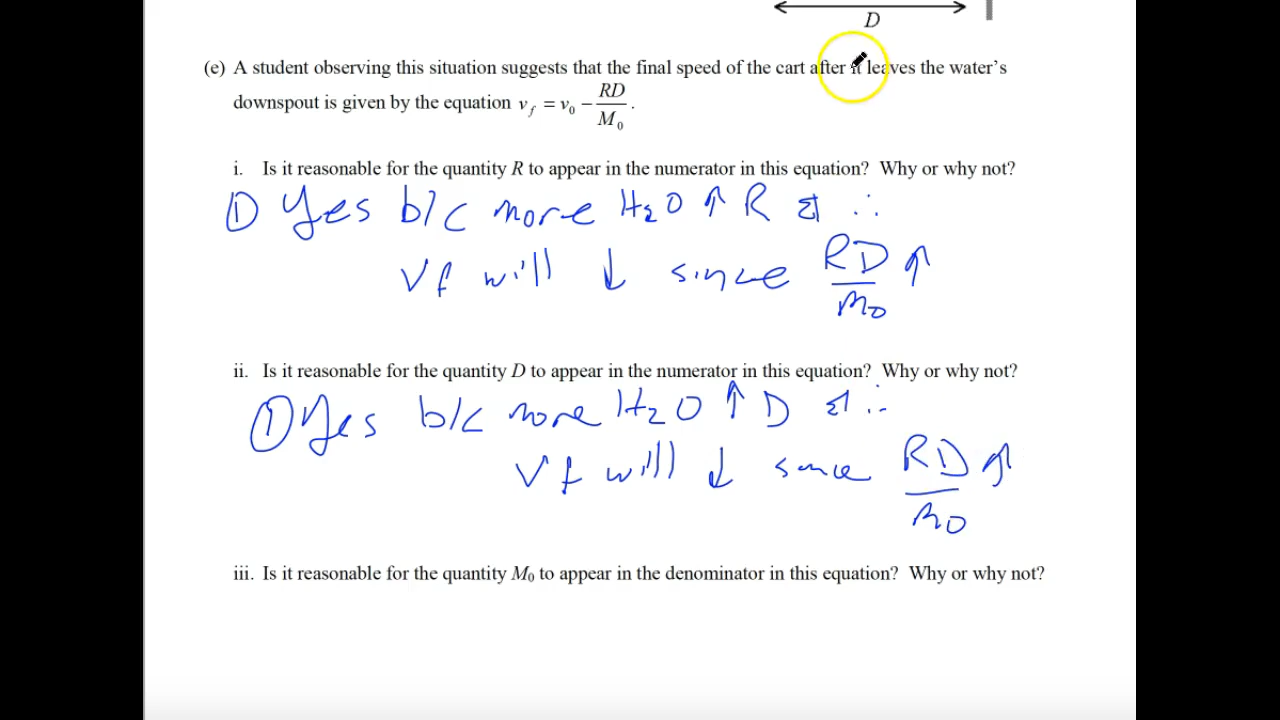 D
(e) A student observing this situation suggests that the final speed of the cart after it leaves the water's
downspout is given by the equation v_f = v_0 − RD/M_0.
i. Is it reasonable for the quantity R to appear in the numerator in this equation? Why or why not?
① Yes b/c more H₂O ↑ R & ∴
Vf will ↓ since RD/M₀ ↑
ii. Is it reasonable for the quantity D to appear in the numerator in this equation? Why or why not?
① Yes b/c more H₂O ↑ D & ∴
Vf will ↓ since RD/M₀ ↑
iii. Is it reasonable for the quantity M₀ to appear in the denominator in this equation? Why or why not?